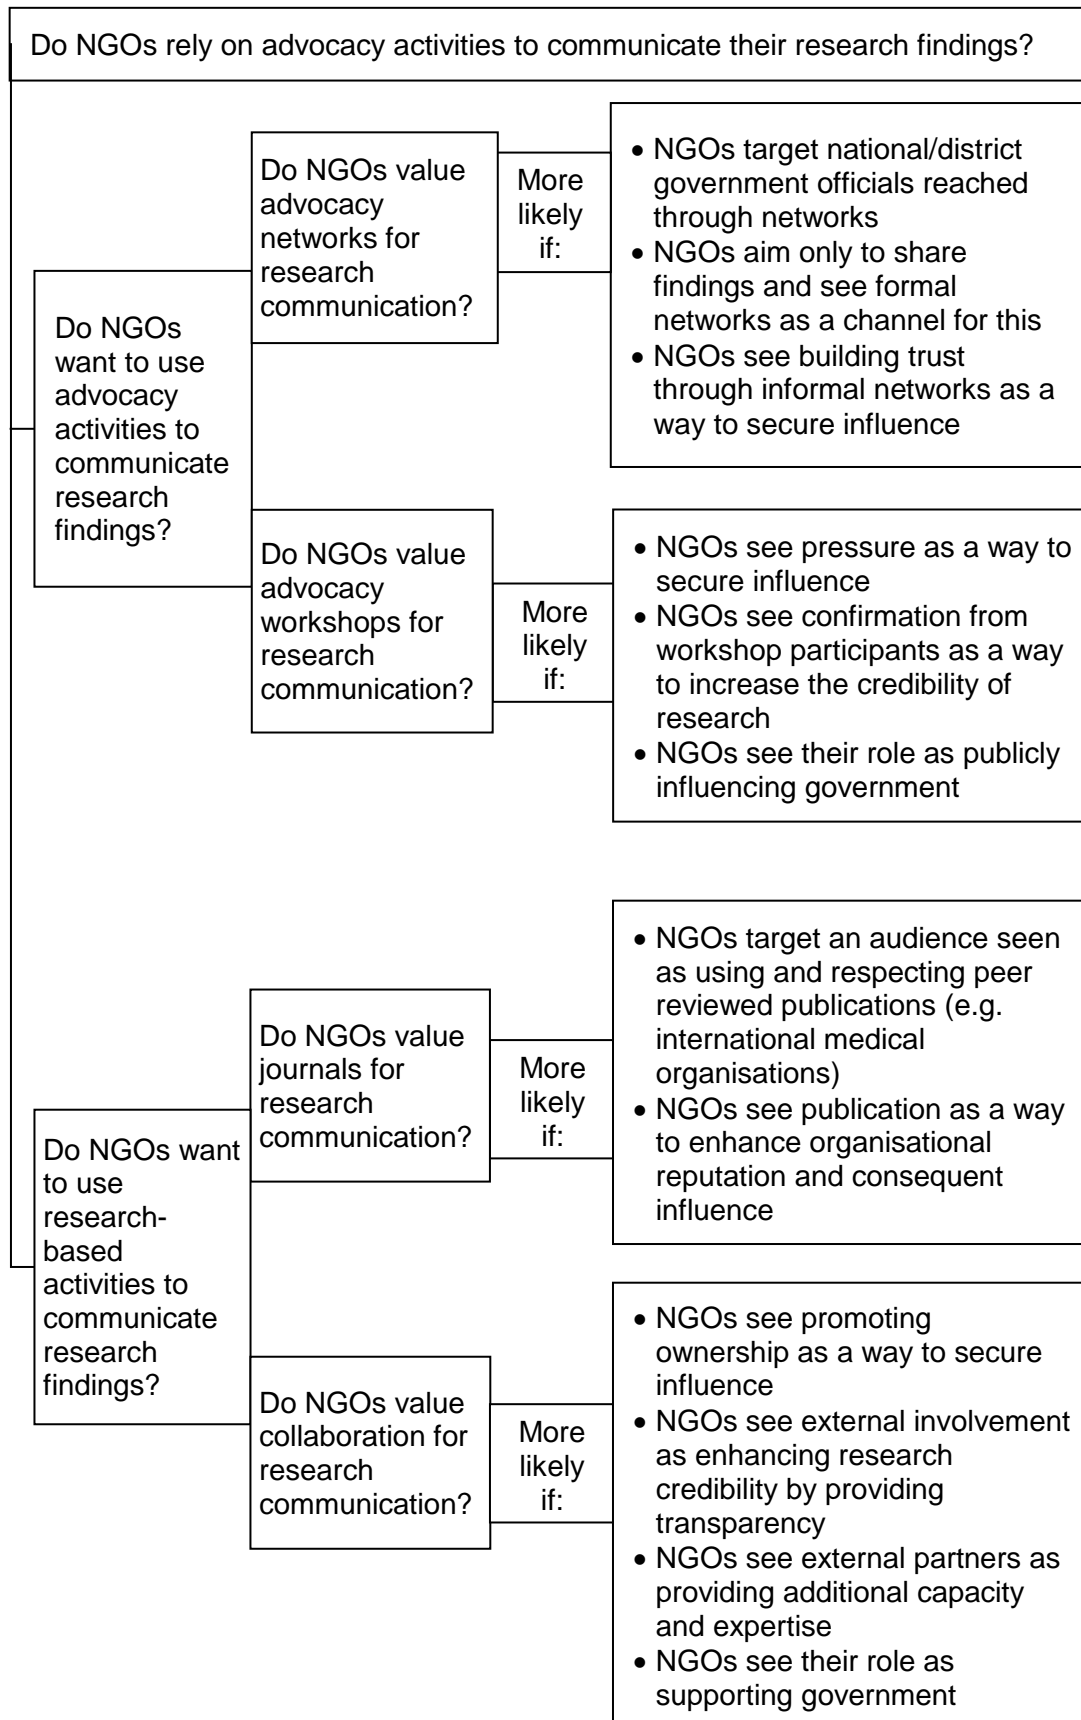 Do NGOs rely on advocacy activities to communicate their research findings?
Do NGOs want to use advocacy activities to communicate research findings?
Do NGOs value
advocacy
networks for
research
communication?
More
likely
if:
• NGOs target national/district
government officials reached
through networks
• NGOs aim only to share
findings and see formal
networks as a channel for this
• NGOs see building trust
through informal networks as a
way to secure influence
Do NGOs value
advocacy
workshops for
research
communication?
More
likely
if:
• NGOs see pressure as a way to
secure influence
• NGOs see confirmation from
workshop participants as a way
to increase the credibility of
research
• NGOs see their role as publicly
influencing government
Do NGOs want
to use
research-
based
activities to
communicate
research
findings?
Do NGOs value
journals for
research
communication?
More
likely
if:
• NGOs target an audience seen
as using and respecting peer
reviewed publications (e.g.
international medical
organisations)
• NGOs see publication as a way
to enhance organisational
reputation and consequent
influence
Do NGOs value
collaboration for
research
communication?
More
likely
if:
• NGOs see promoting
ownership as a way to secure
influence
• NGOs see external involvement
as enhancing research
credibility by providing
transparency
• NGOs see external partners as
providing additional capacity
and expertise
• NGOs see their role as
supporting government